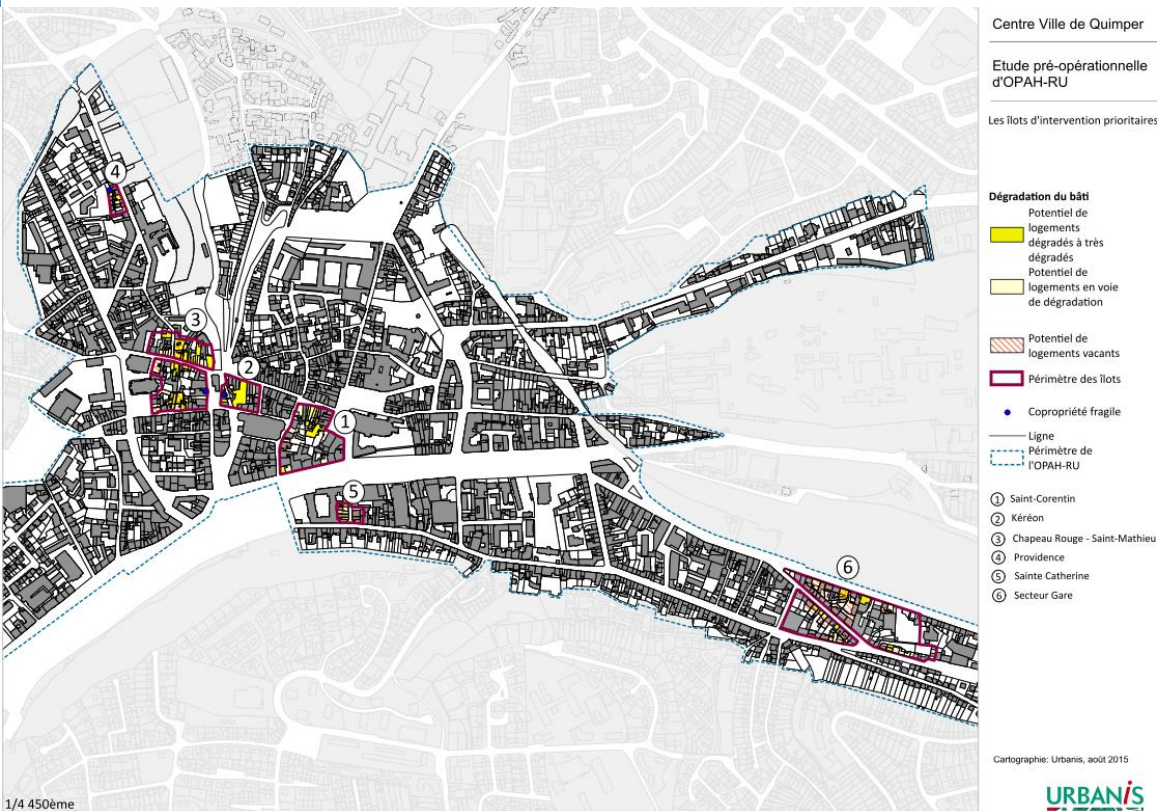 Centre Ville de Quimper
Etude pré-opérationnelle
d'OPAH-RU
Les îlots d'intervention prioritaires
Dégradation du bâti
Potentiel de
logements
dégradés à très
dégradés
Potentiel de
logements en voie
de dégradation
Potentiel de
logements vacants
Périmètre des îlots
Copropriété fragile
Ligne
Périmètre de
l'OPAH-RU
1 Saint-Corentin
2 Kéréon
3 Chapeau Rouge - Saint-Mathieu
4 Providence
5 Sainte Catherine
6 Secteur Gare
4
3
2
1
5
6
Cartographie: Urbanis, août 2015
URBANiS
1/4 450ème